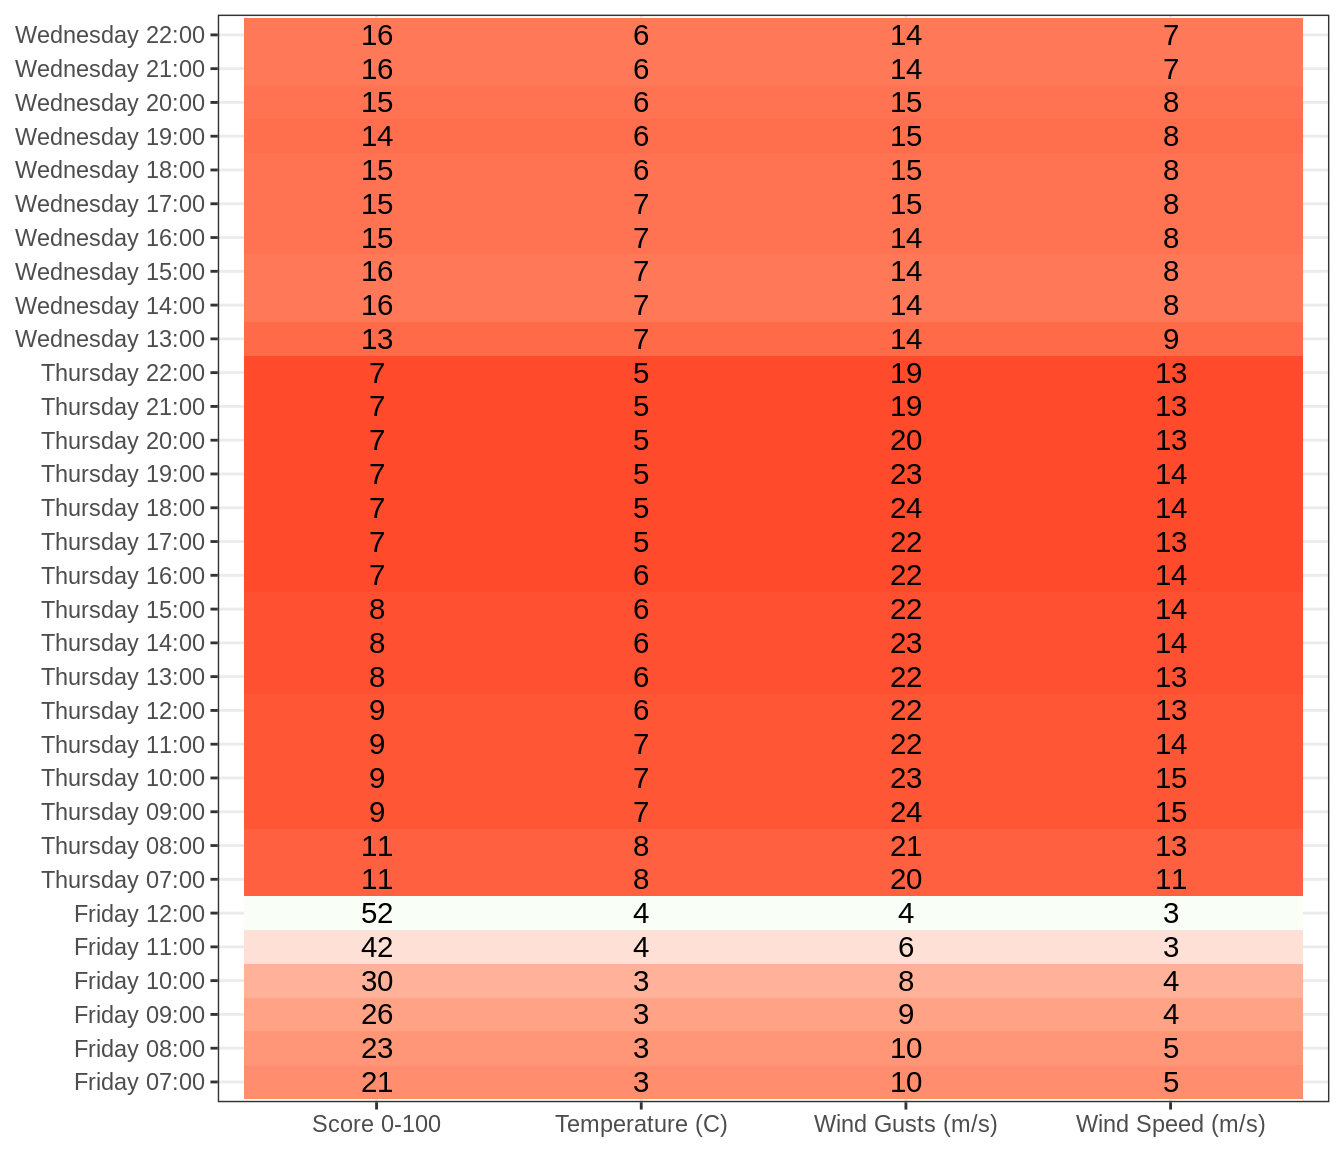 Wednesday 22:00 16 6 14 7
Wednesday 21:00 16 6 14 7
Wednesday 20:00 15 6 15 8
Wednesday 19:00 14 6 15 8
Wednesday 18:00 15 6 15 8
Wednesday 17:00 15 7 15 8
Wednesday 16:00 15 7 14 8
Wednesday 15:00 16 7 14 8
Wednesday 14:00 16 7 14 8
Wednesday 13:00 13 7 14 9
Thursday 22:00 7 5 19 13
Thursday 21:00 7 5 19 13
Thursday 20:00 7 5 20 13
Thursday 19:00 7 5 23 14
Thursday 18:00 7 5 24 14
Thursday 17:00 7 5 22 13
Thursday 16:00 7 6 22 14
Thursday 15:00 8 6 22 14
Thursday 14:00 8 6 23 14
Thursday 13:00 8 6 22 13
Thursday 12:00 9 6 22 13
Thursday 11:00 9 7 22 14
Thursday 10:00 9 7 23 15
Thursday 09:00 9 7 24 15
Thursday 08:00 11 8 21 13
Thursday 07:00 11 8 20 11
Friday 12:00 52 4 4 3
Friday 11:00 42 4 6 3
Friday 10:00 30 3 8 4
Friday 09:00 26 3 9 4
Friday 08:00 23 3 10 5
Friday 07:00 21 3 10 5
Score 0-100 Temperature (C) Wind Gusts (m/s) Wind Speed (m/s)